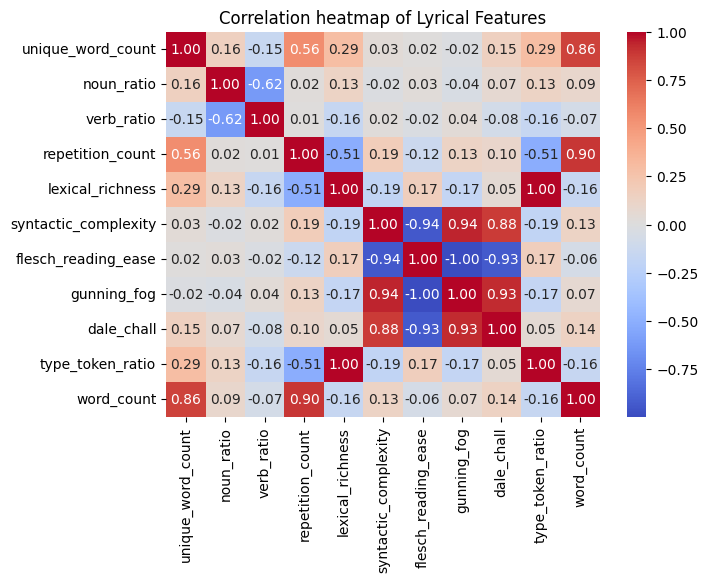 Correlation heatmap of Lyrical Features
unique_word_count 1.00 0.16 -0.15 0.56 0.29 0.03 0.02 -0.02 0.15 0.29 0.86
noun_ratio 0.16 1.00 -0.62 0.02 0.13 -0.02 0.03 -0.04 0.07 0.13 0.09
verb_ratio -0.15 -0.62 1.00 0.01 -0.16 0.02 -0.02 0.04 -0.08 -0.16 -0.07
repetition_count 0.56 0.02 0.01 1.00 -0.51 0.19 -0.12 0.13 0.10 -0.51 0.90
lexical_richness 0.29 0.13 -0.16 -0.51 1.00 -0.19 0.17 -0.17 0.05 1.00 -0.16
syntactic_complexity 0.03 -0.02 0.02 0.19 -0.19 1.00 -0.94 0.94 0.88 -0.19 0.13
flesch_reading_ease 0.02 0.03 -0.02 -0.12 0.17 -0.94 1.00 -1.00 -0.93 0.17 -0.06
gunning_fog -0.02 -0.04 0.04 0.13 -0.17 0.94 -1.00 1.00 0.93 -0.17 0.07
dale_chall 0.15 0.07 -0.08 0.10 0.05 0.88 -0.93 0.93 1.00 0.05 0.14
type_token_ratio 0.29 0.13 -0.16 -0.51 1.00 -0.19 0.17 -0.17 0.05 1.00 -0.16
word_count 0.86 0.09 -0.07 0.90 -0.16 0.13 -0.06 0.07 0.14 -0.16 1.00
unique_word_count
noun_ratio
verb_ratio
repetition_count
lexical_richness
syntactic_complexity
flesch_reading_ease
gunning_fog
dale_chall
type_token_ratio
word_count
1.00
0.75
0.50
0.25
0.00
-0.25
-0.50
-0.75